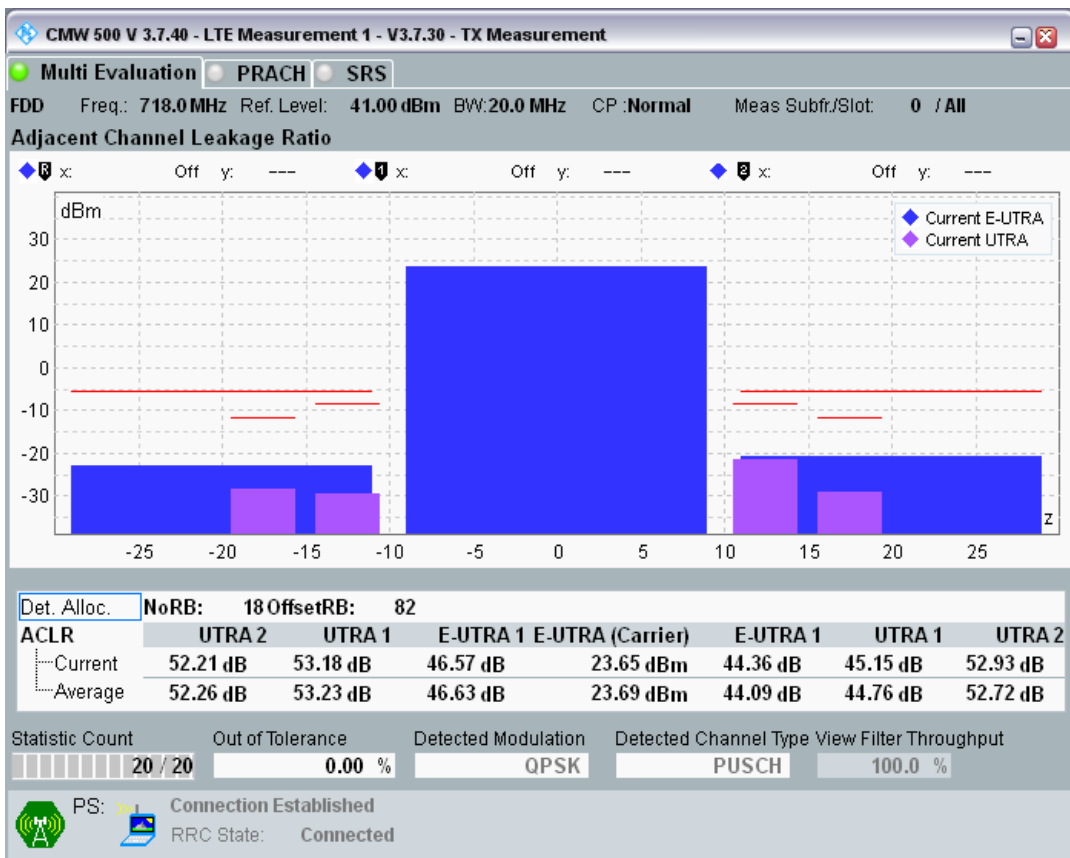 CMW 500 V 3.7.40 - LTE Measurement 1 - V3.7.30 - TX Measurement
Multi Evaluation PRACH SRS
FDD Freq.: 718.0 MHz Ref. Level: 41.00 dBm BW:20.0 MHz CP :Normal Meas Subfr./Slot: 0 / All
Adjacent Channel Leakage Ratio
R x: Off y: --- 1 x: Off y: --- 2 x: Off y: ---
dBm
Current E-UTRA
Current UTRA
30
20
10
0
-10
-20
-30
z
-25 -20 -15 -10 -5 0 5 10 15 20 25
Det. Alloc. NoRB: 18 OffsetRB: 82
ACLR UTRA 2 UTRA 1 E-UTRA 1 E-UTRA (Carrier) E-UTRA 1 UTRA 1 UTRA 2
Current 52.21 dB 53.18 dB 46.57 dB 23.65 dBm 44.36 dB 45.15 dB 52.93 dB
Average 52.26 dB 53.23 dB 46.63 dB 23.69 dBm 44.09 dB 44.76 dB 52.72 dB
Statistic Count Out of Tolerance Detected Modulation Detected Channel Type View Filter Throughput
20 / 20 0.00 % QPSK PUSCH 100.0 %
PS: Connection Established
RRC State: Connected